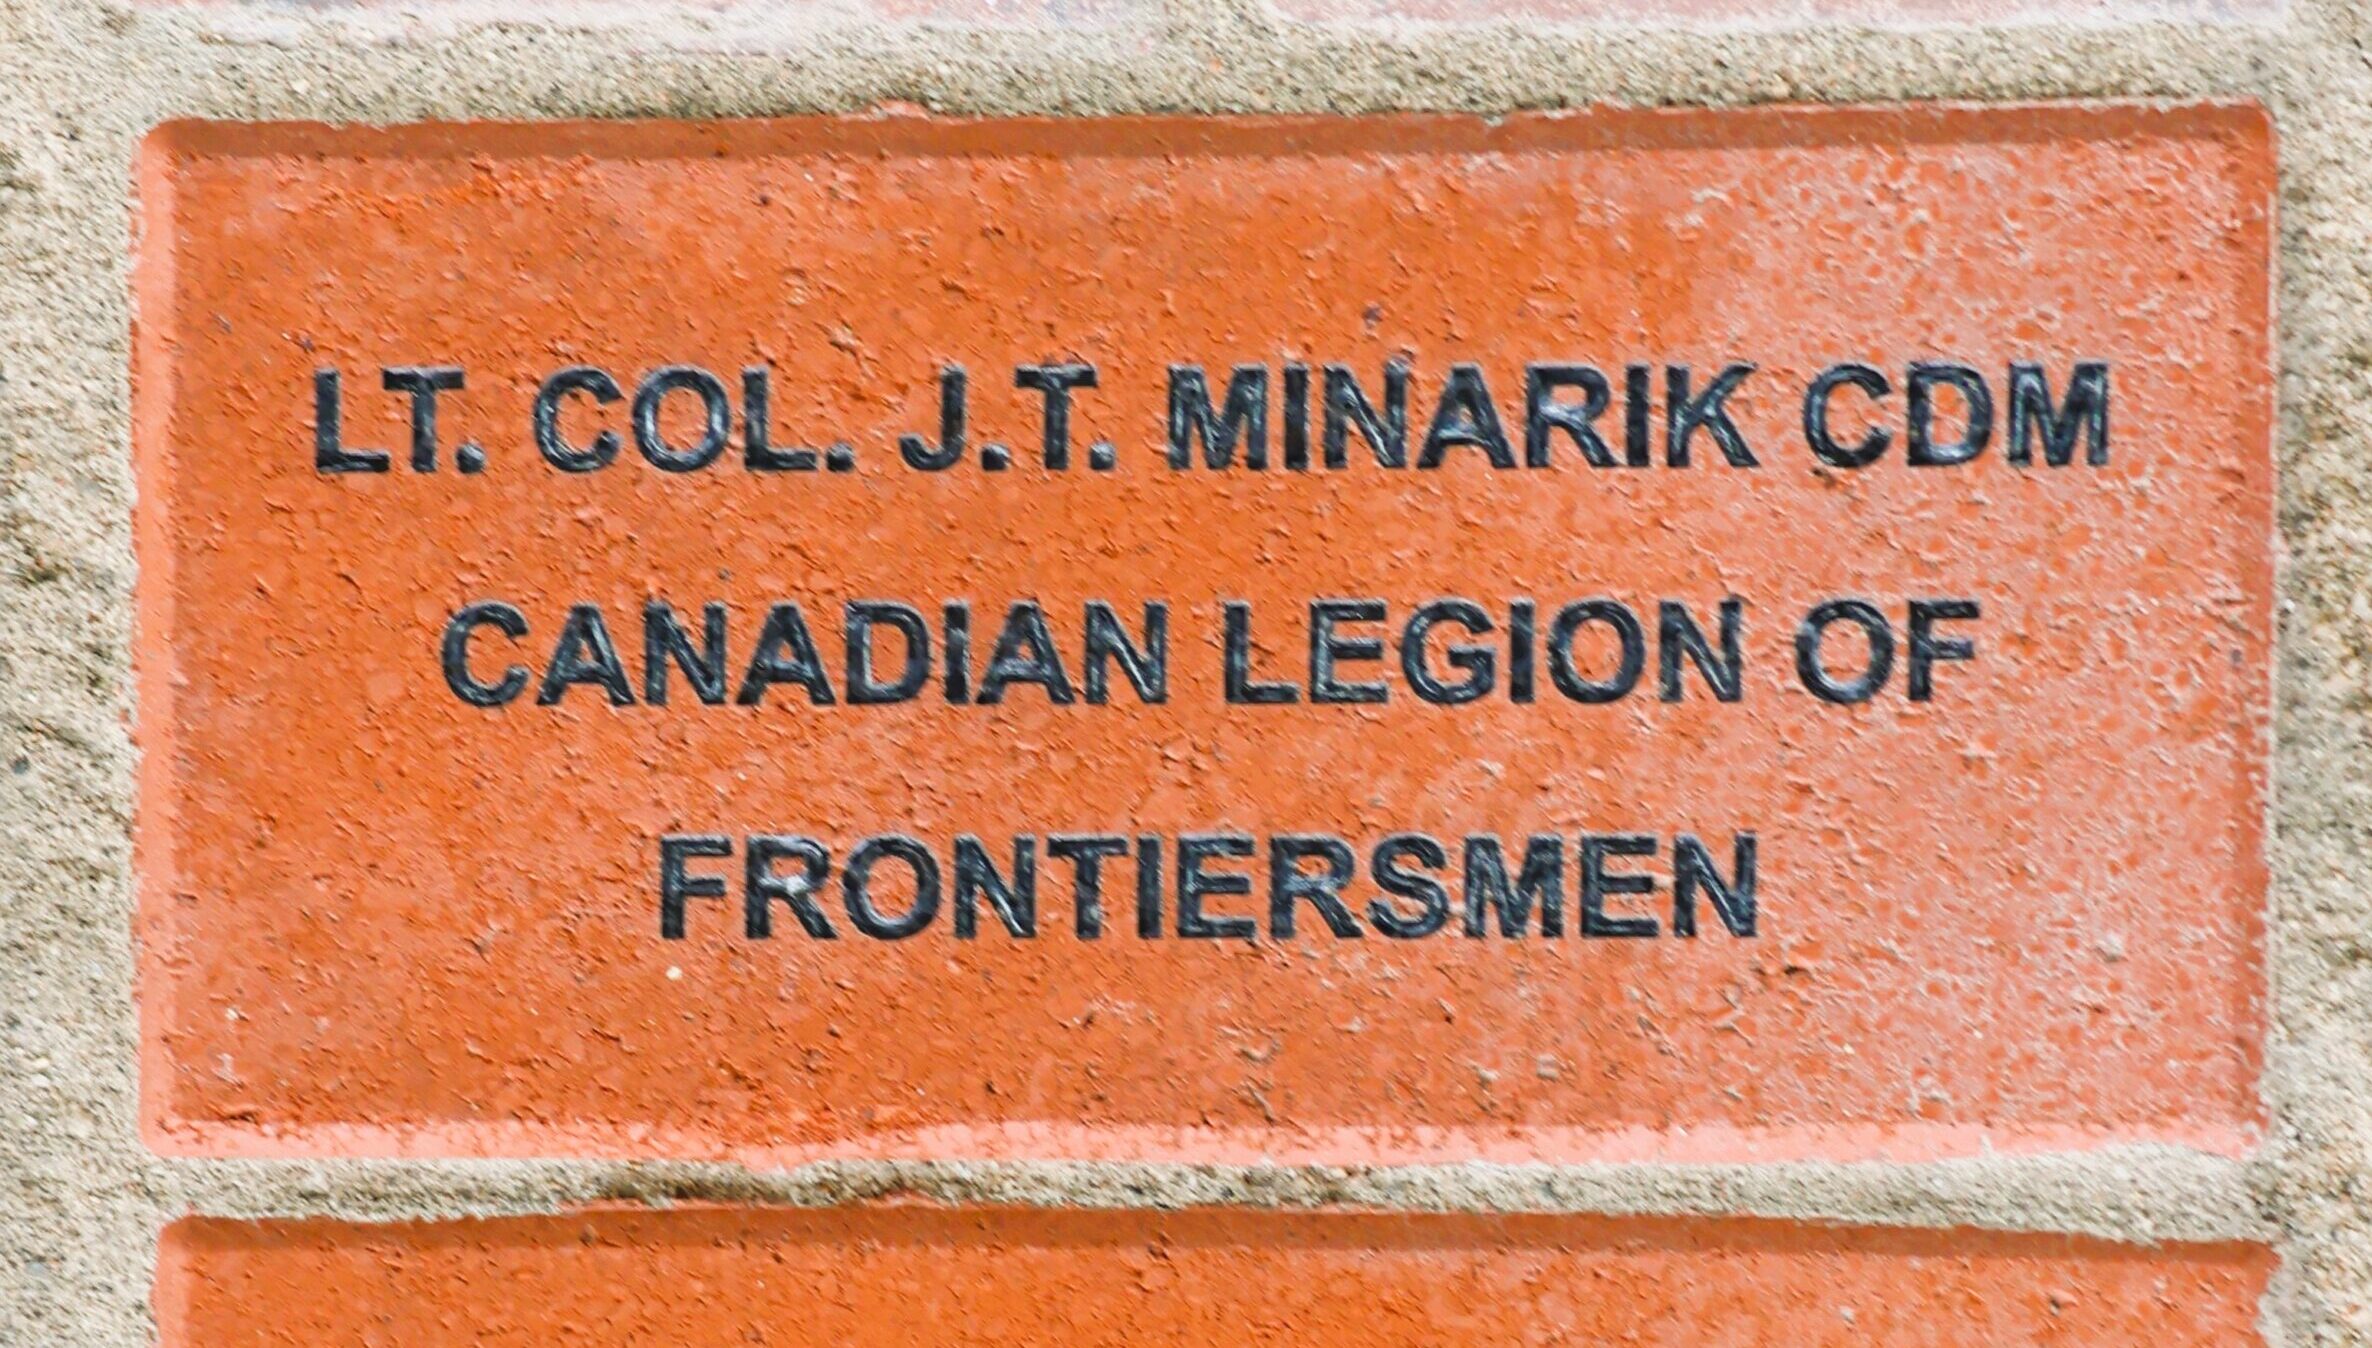 LT. COL. J.T. MINARIK CDM
CANADIAN LEGION OF
FRONTIERSMEN